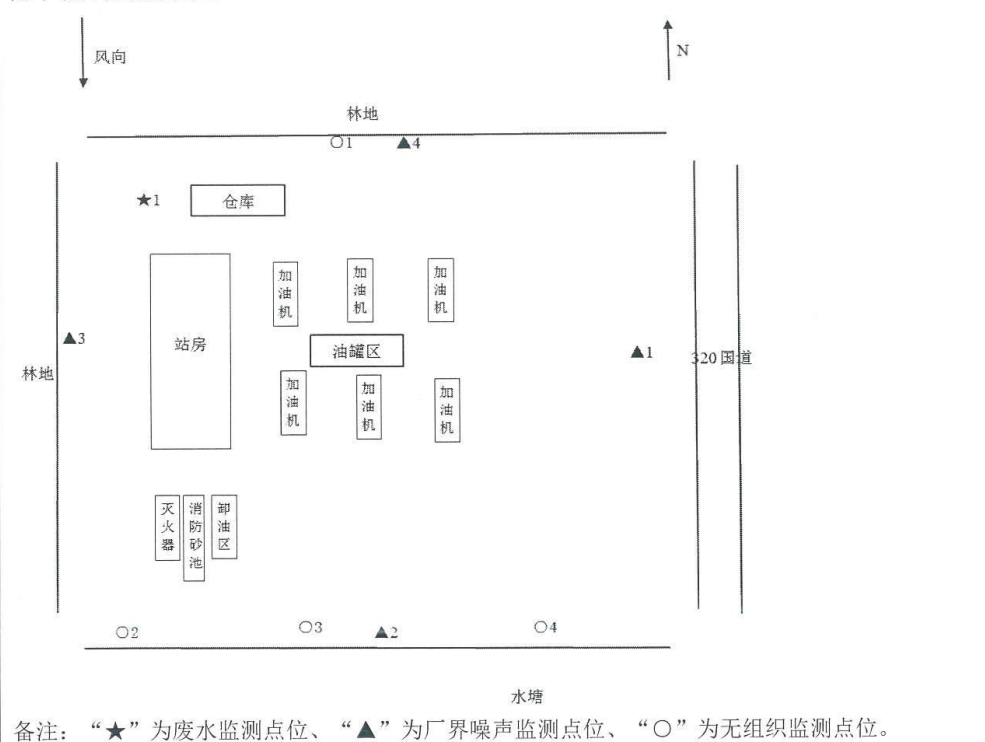 风向
N
林地
○1
▲4
★1
仓库
加油机
加油机
加油机
▲3
站房
油罐区
▲1
320国道
林地
加油机
加油机
加油机
灭火器
消防砂池
卸油区
○2
○3
▲2
○4
水塘
备注：“★”为废水监测点位、“▲”为厂界噪声监测点位、“○”为无组织监测点位。